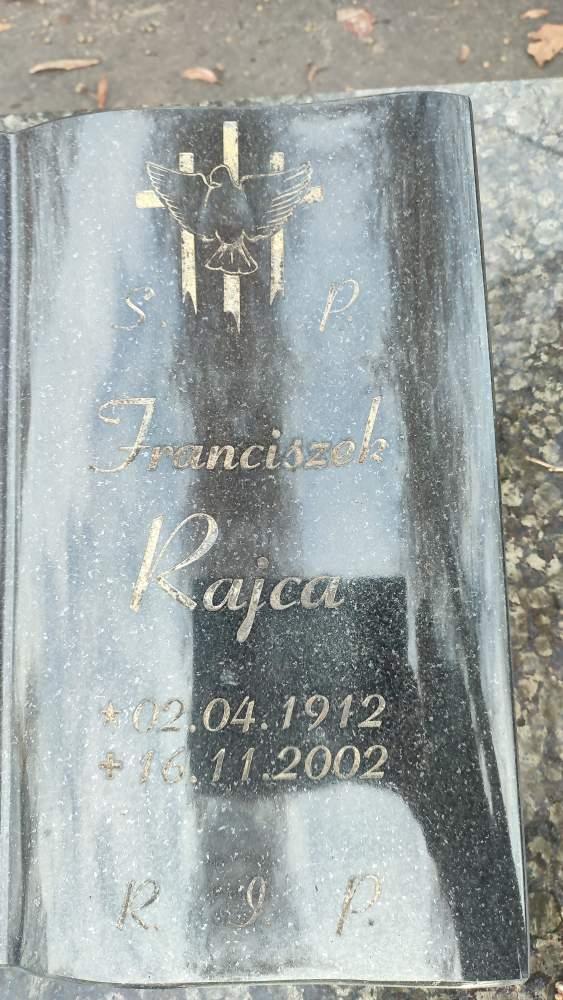 S. P.
Franciszek
Rajca
* 02.04.1912
+ 16.11.2002
R. I. P.